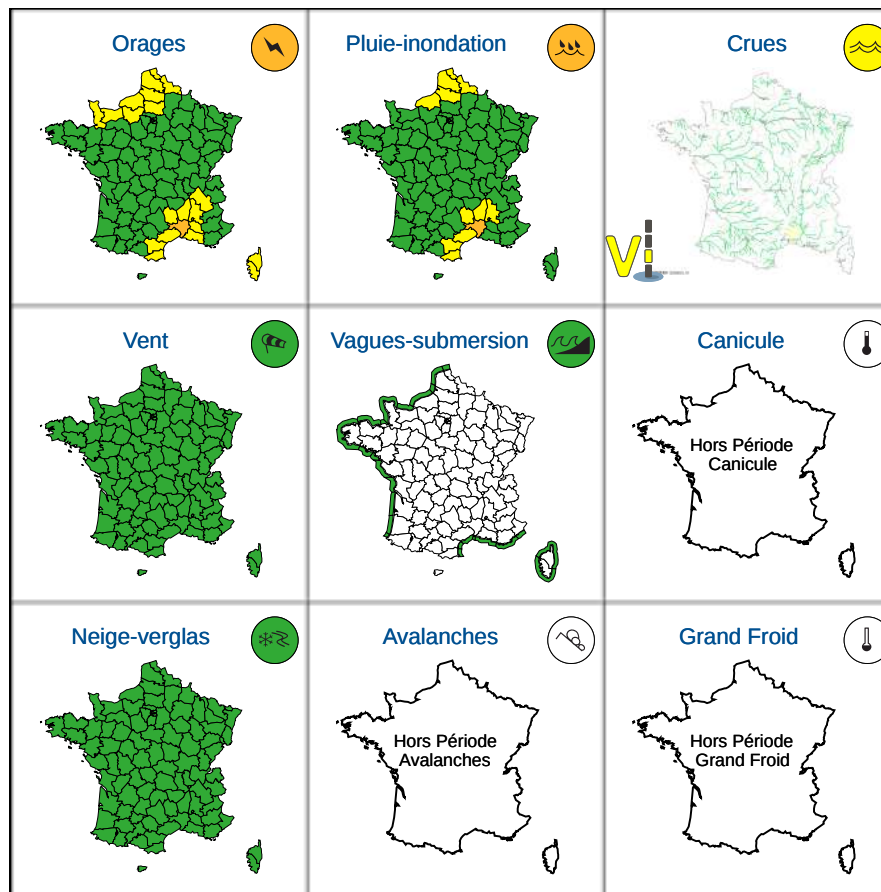 Orages
Pluie-inondation
Crues
Vi
Vent
Vagues-submersion
Canicule
Hors Période
Canicule
Neige-verglas
Avalanches
Grand Froid
Hors Période
Avalanches
Hors Période
Grand Froid